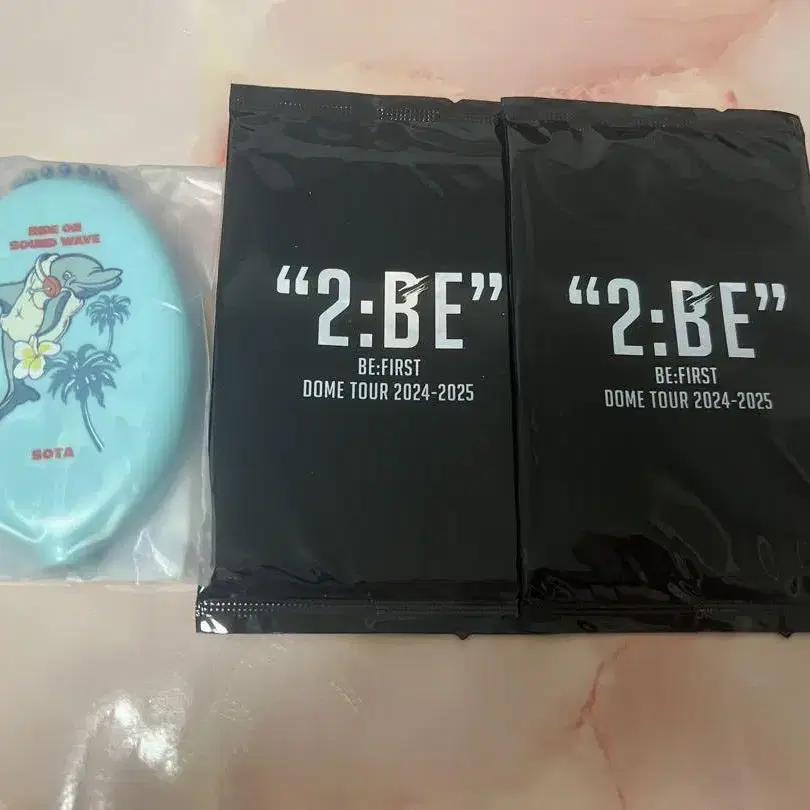 RIDE ON
SOUND WAVE
SOTA
“2:BE”
BE:FIRST
DOME TOUR 2024-2025
“2:BE”
BE:FIRST
DOME TOUR 2024-2025